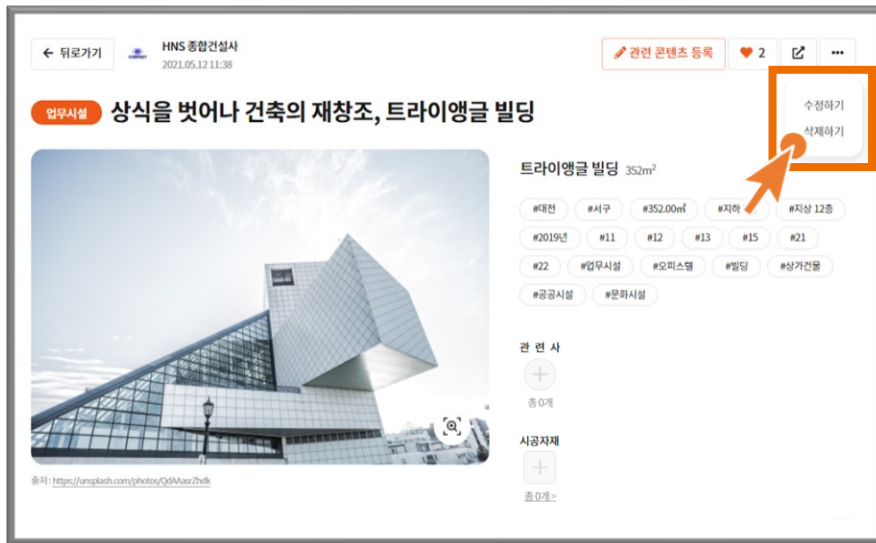 ← 뒤로가기
HNS 종합건설사
2021.05.12 11:38
관련 콘텐츠 등록
2
수정하기
삭제하기
업무시설 상식을 벗어나 건축의 재창조, 트라이앵글 빌딩
트라이앵글 빌딩 352m²
#대전 #서구 #352.00㎡ #지하 #지상 12층
#2019년 #11 #12 #13 #15 #21
#22 #업무시설 #오피스텔 #빌딩 #상가건물
#공공시설 #문화시설
관 련 사
총 0개
시공자재
총 0개 >
출처 : https://unsplash.com/photos/QdAAasrZhdk